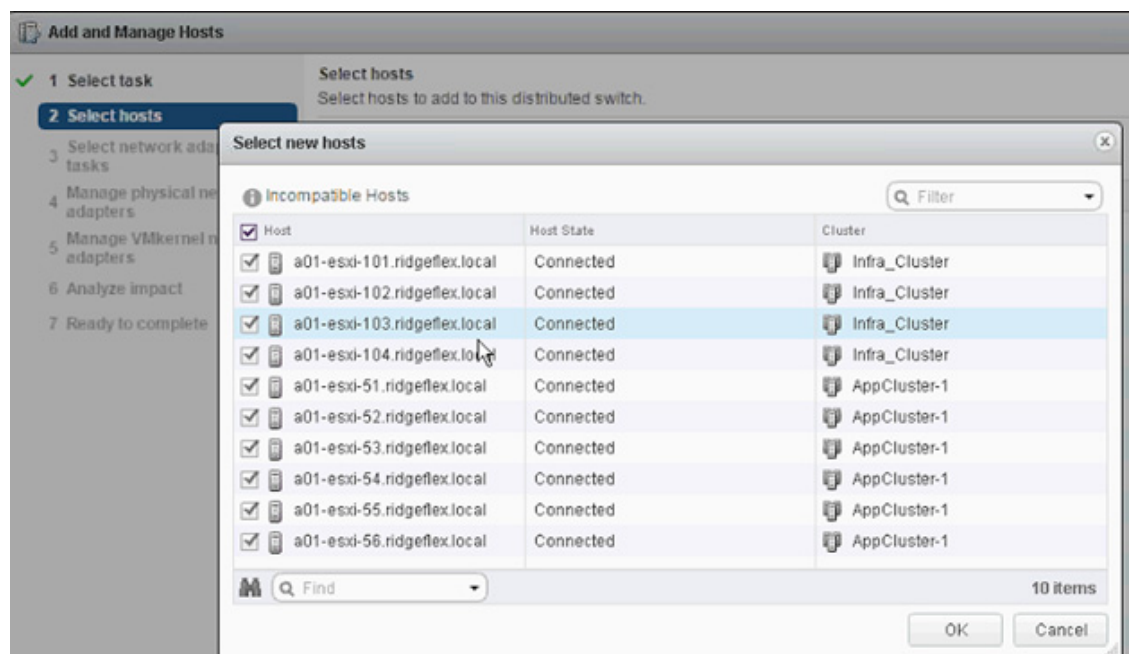 Add and Manage Hosts
1 Select task
2 Select hosts
3 Select network ada
tasks
4 Manage physical ne
adapters
5 Manage VMkernel n
adapters
6 Analyze impact
7 Ready to complete
Select hosts
Select hosts to add to this distributed switch.
Select new hosts
Incompatible Hosts
Filter
Host Host State Cluster
a01-esxi-101.ridgeflex.local Connected Infra_Cluster
a01-esxi-102.ridgeflex.local Connected Infra_Cluster
a01-esxi-103.ridgeflex.local Connected Infra_Cluster
a01-esxi-104.ridgeflex.local Connected Infra_Cluster
a01-esxi-51.ridgeflex.local Connected AppCluster-1
a01-esxi-52.ridgeflex.local Connected AppCluster-1
a01-esxi-53.ridgeflex.local Connected AppCluster-1
a01-esxi-54.ridgeflex.local Connected AppCluster-1
a01-esxi-55.ridgeflex.local Connected AppCluster-1
a01-esxi-56.ridgeflex.local Connected AppCluster-1
Find 10 items
OK Cancel